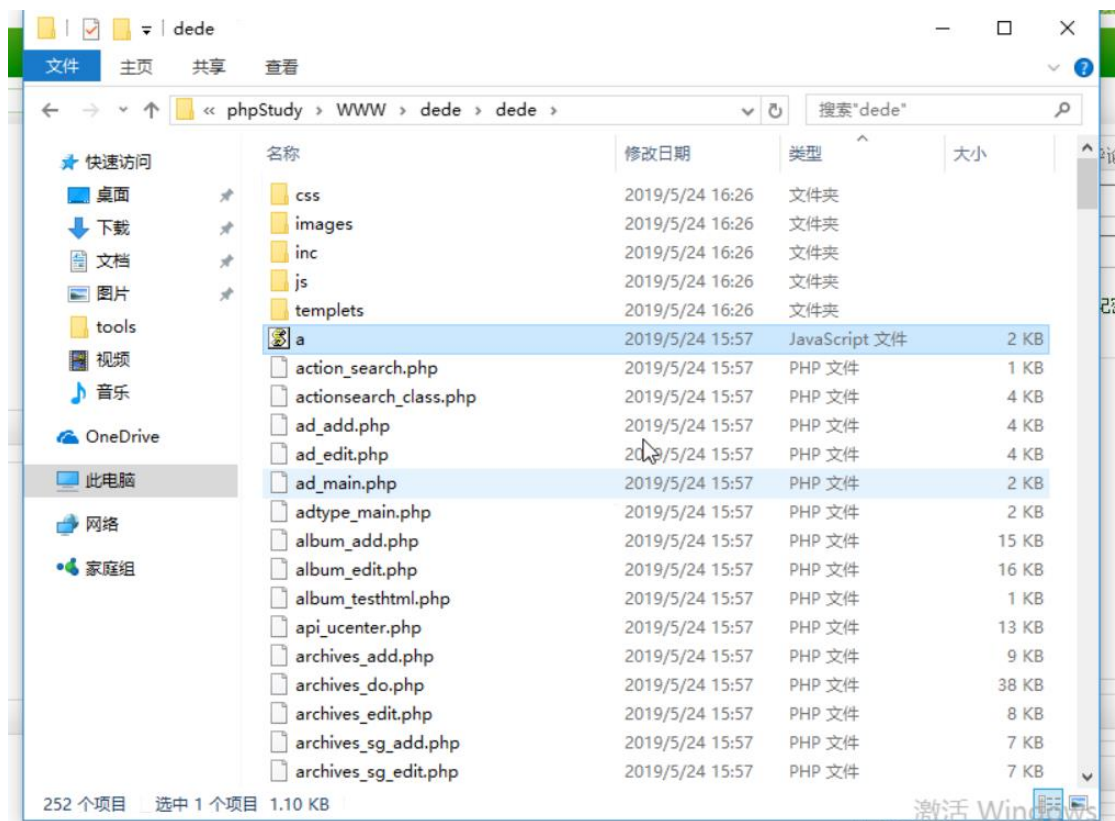 dede
文件 主页 共享 查看
« phpStudy › WWW › dede › dede › 搜索"dede"
名称 修改日期 类型 大小
快速访问
桌面
下载
文档
图片
tools
视频
音乐
OneDrive
此电脑
网络
家庭组
css 2019/5/24 16:26 文件夹
images 2019/5/24 16:26 文件夹
inc 2019/5/24 16:26 文件夹
js 2019/5/24 16:26 文件夹
templets 2019/5/24 16:26 文件夹
a 2019/5/24 15:57 JavaScript 文件 2 KB
action_search.php 2019/5/24 15:57 PHP 文件 1 KB
actionsearch_class.php 2019/5/24 15:57 PHP 文件 4 KB
ad_add.php 2019/5/24 15:57 PHP 文件 4 KB
ad_edit.php 2019/5/24 15:57 PHP 文件 4 KB
ad_main.php 2019/5/24 15:57 PHP 文件 2 KB
adtype_main.php 2019/5/24 15:57 PHP 文件 2 KB
album_add.php 2019/5/24 15:57 PHP 文件 15 KB
album_edit.php 2019/5/24 15:57 PHP 文件 16 KB
album_testhtml.php 2019/5/24 15:57 PHP 文件 1 KB
api_ucenter.php 2019/5/24 15:57 PHP 文件 13 KB
archives_add.php 2019/5/24 15:57 PHP 文件 9 KB
archives_do.php 2019/5/24 15:57 PHP 文件 38 KB
archives_edit.php 2019/5/24 15:57 PHP 文件 8 KB
archives_sg_add.php 2019/5/24 15:57 PHP 文件 7 KB
archives_sg_edit.php 2019/5/24 15:57 PHP 文件 7 KB
252 个项目 选中 1 个项目 1.10 KB
激活 Windows